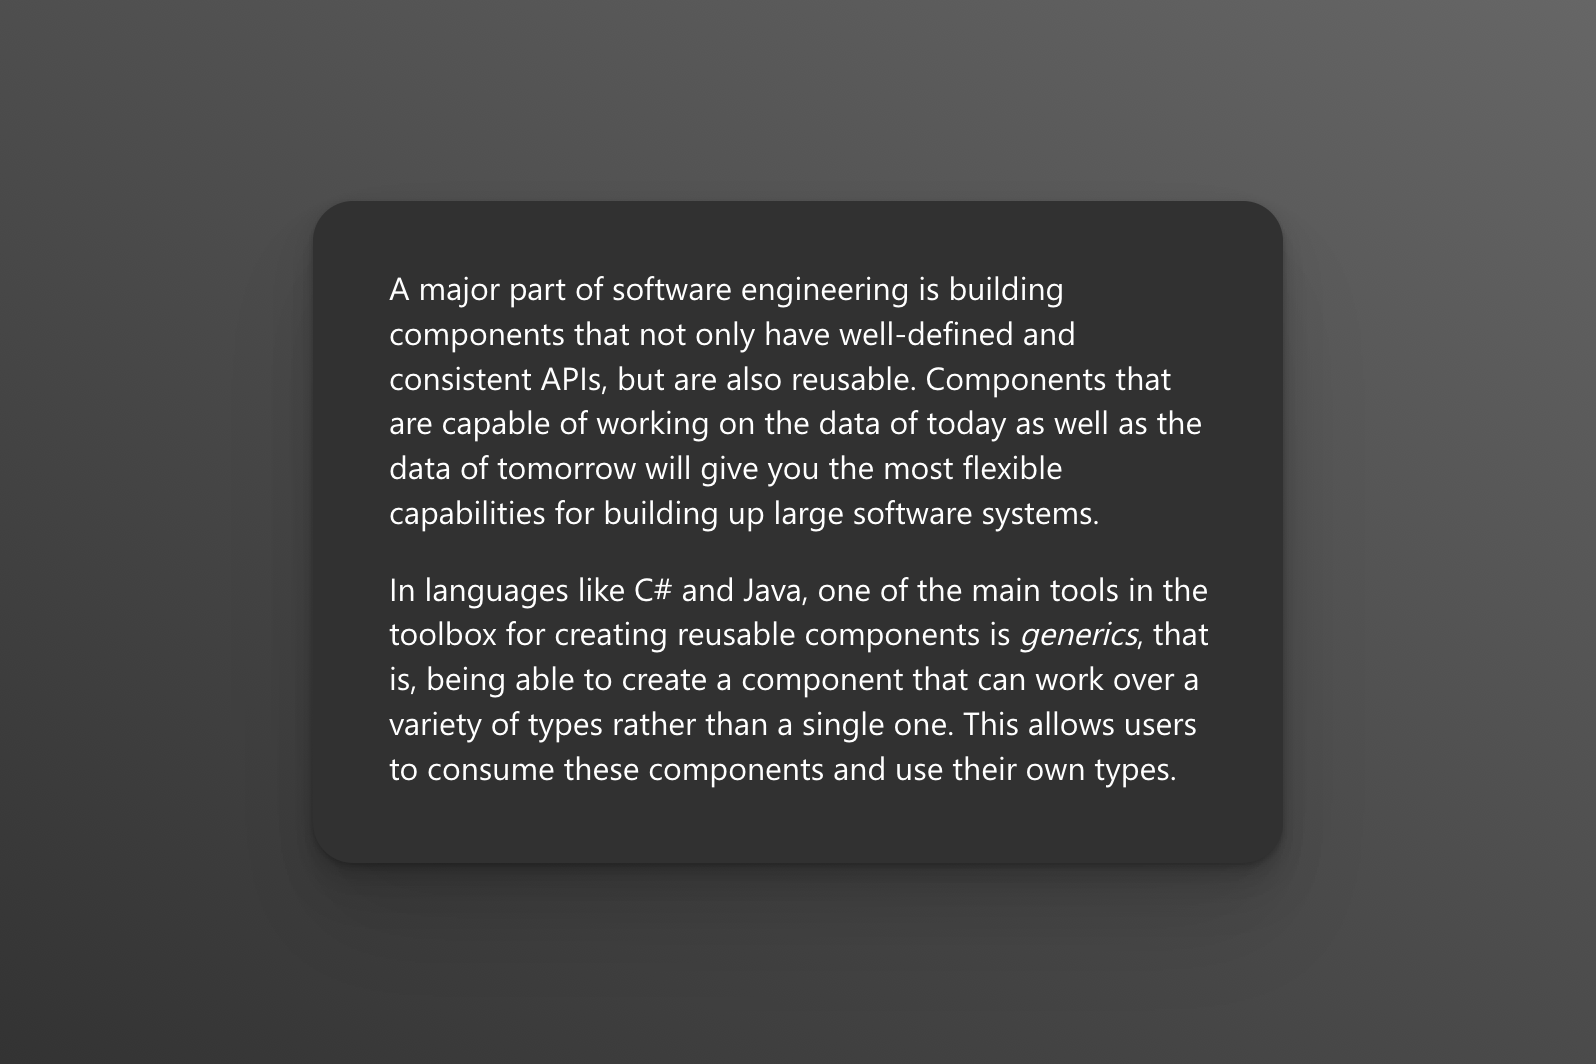 A major part of software engineering is building
components that not only have well-defined and
consistent APIs, but are also reusable. Components that
are capable of working on the data of today as well as the
data of tomorrow will give you the most flexible
capabilities for building up large software systems.
In languages like C# and Java, one of the main tools in the
toolbox for creating reusable components is generics, that
is, being able to create a component that can work over a
variety of types rather than a single one. This allows users
to consume these components and use their own types.